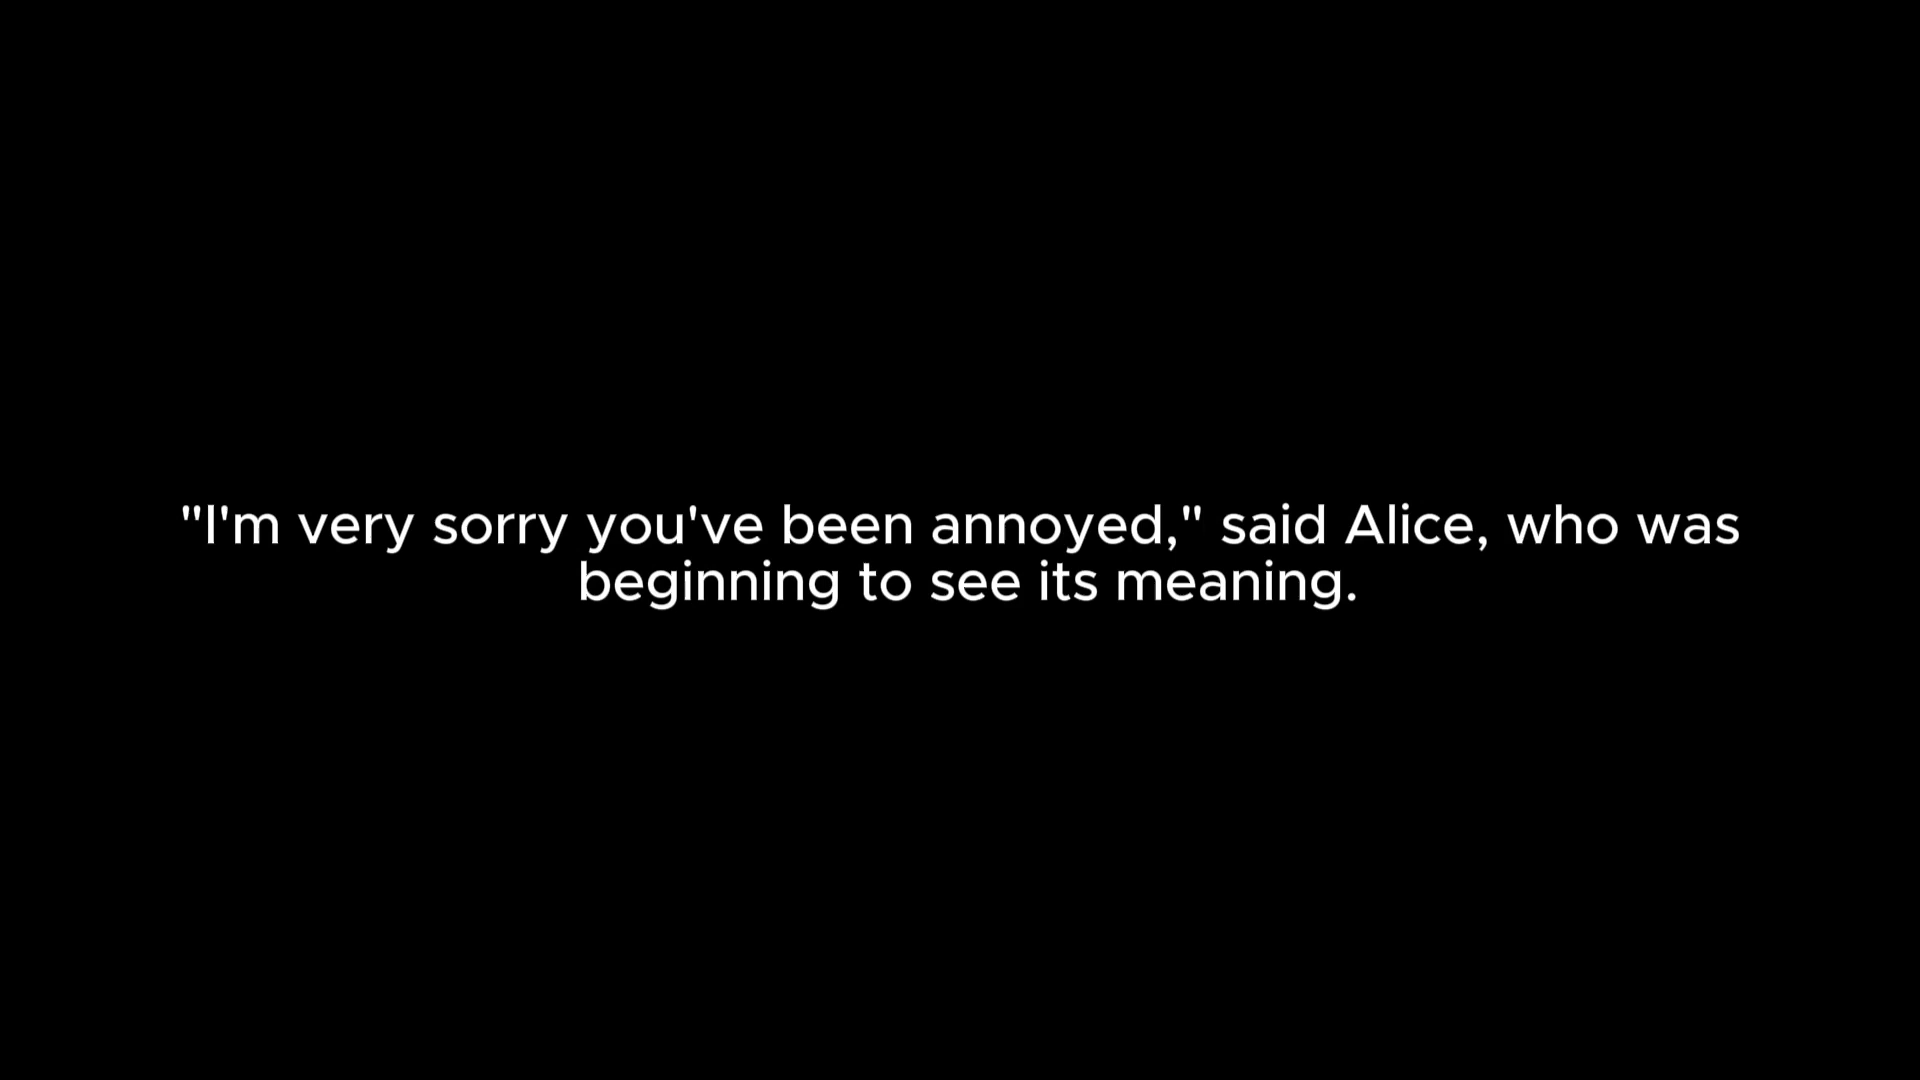 "I'm very sorry you've been annoyed," said Alice, who was
beginning to see its meaning.